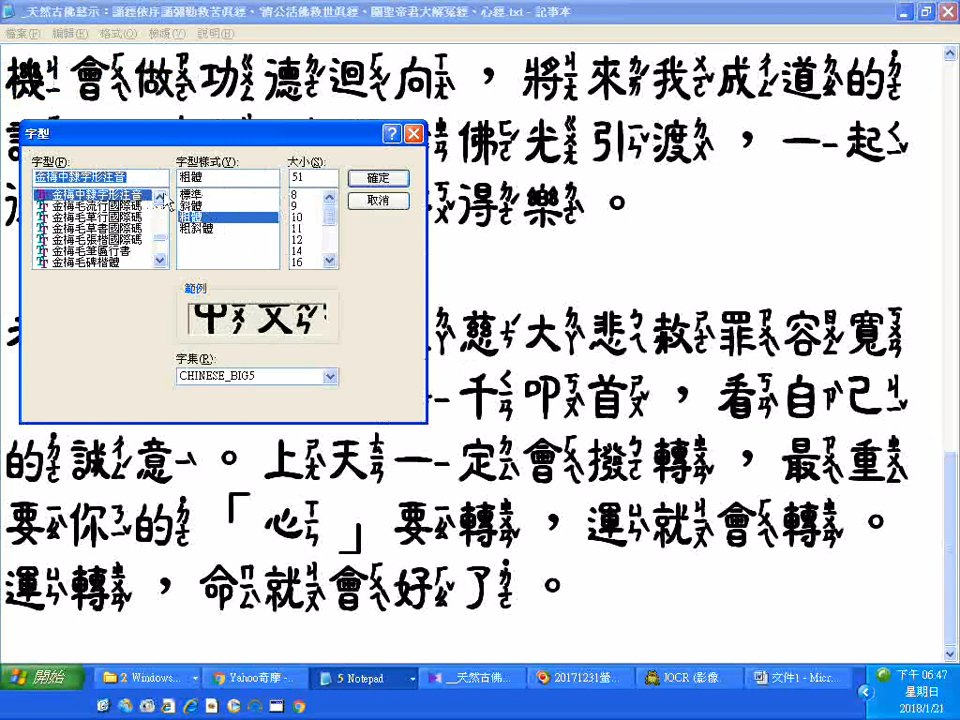 _天然古佛慈示：誦經依序誦彌勒救苦真經、濟公活佛救世真經、關聖帝君大解冤經、心經.txt - 記事本
檔案(F) 編輯(E) 格式(O) 檢視(V) 說明(H)
機會做功德迴向，將來我成道的
佛光引渡，一起
得樂。
慈大悲赦罪容寬
千叩首，看自己
的誠意。上天一定會撥轉，最重
要你的「心」要轉，運就會轉。
運轉，命就會好了。
字型
字型(F):
金梅中隸字形注音
金梅中隸字形注音
金梅毛流行國際碼
金梅毛草行國際碼
金梅毛草書國際碼
金梅毛張楷國際碼
金梅毛筆匾行書
金梅毛碑楷體
字型樣式(Y):
粗體
標準
斜體
粗體
粗斜體
大小(S):
51
8
9
10
11
12
14
16
確定
取消
範例
中文
字集(R):
CHINESE_BIG5
開始
2 Windows...
Yahoo奇摩 -...
5 Notepad
__天然古佛...
20171231螢...
JOCR (影像...
文件1 - Micr...
下午 06:47
星期日
2018/1/21